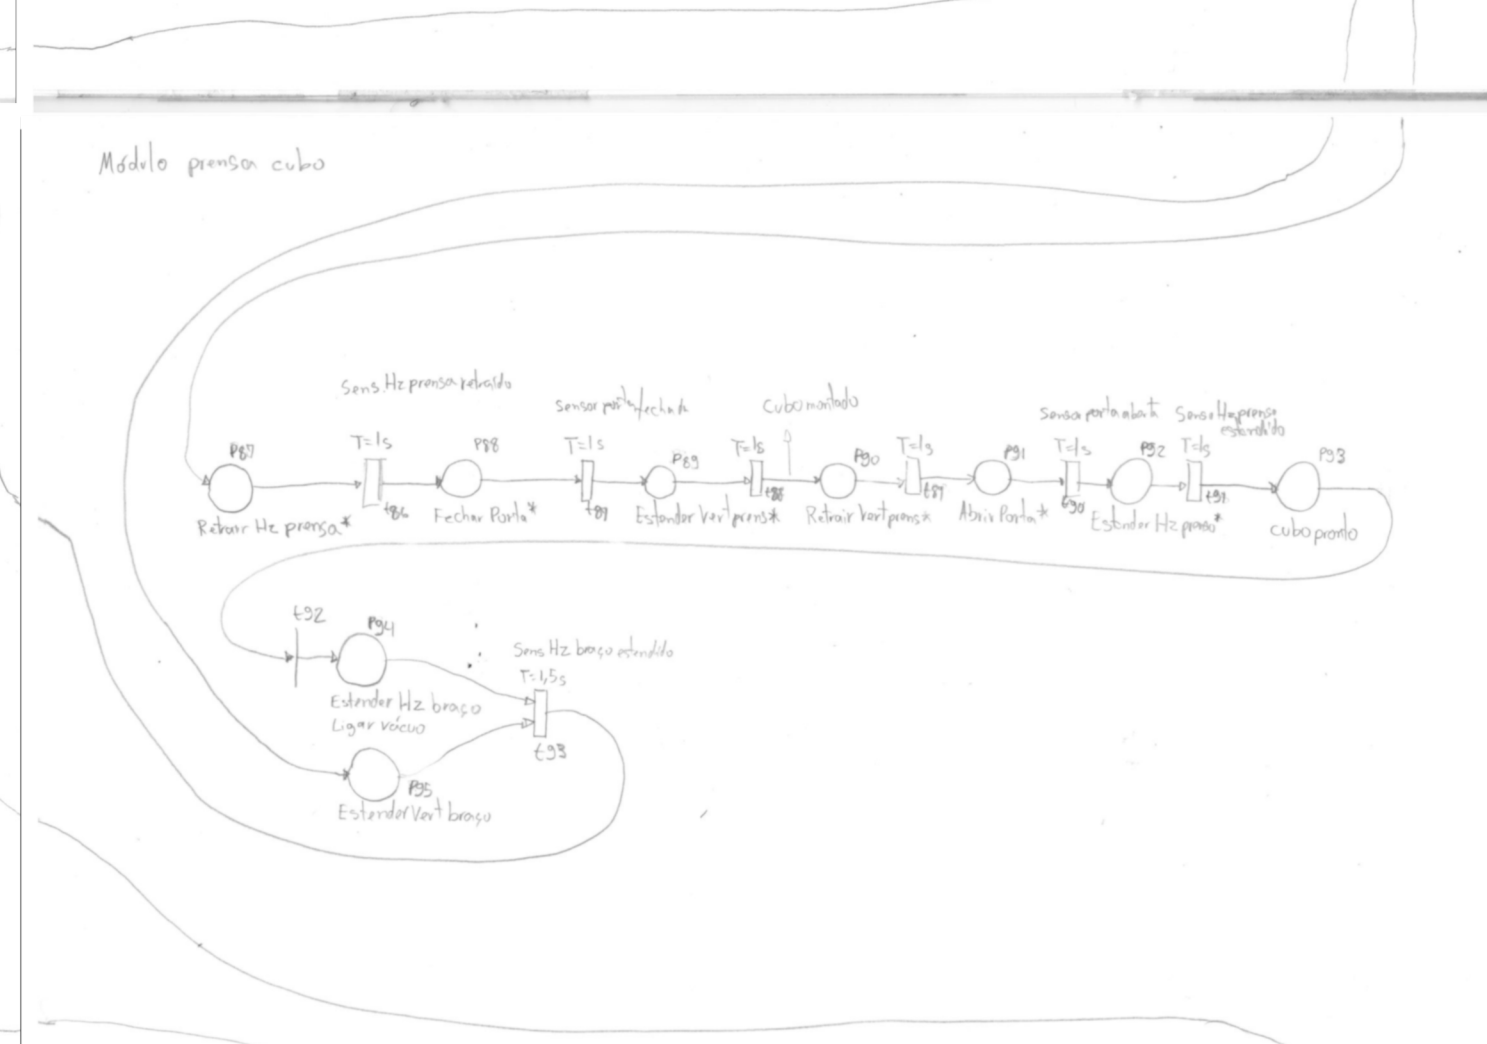 Módulo prensa cubo
Sens. Hz prensa retraído
Sensor porta fechada
Cubo montado
Sensor porta aberta
Sensor Hz prensa
estendido
P87
T=1s
P88
T=1s
P89
T=1s
P90
T=1s
P91
T=1s
P92
T=1s
P93
t86
t87
t88
t89
t90
t91
Retrair Hz prensa*
Fechar Porta*
Estender Vert prens*
Retrair Vert prens*
Abrir Porta*
Estender Hz prensa*
cubo pronto
t92
P94
Sens Hz braço estendido
T=1,5s
Estender Hz braço
Ligar vácuo
t93
P95
Estender Vert braço